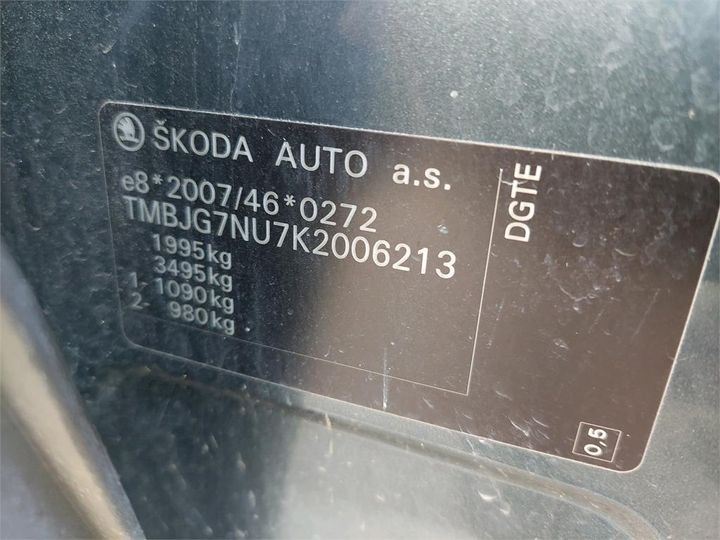 ŠKODA AUTO a.s.
e8*2007/46*0272
TMBJG7NU7K2006213
1995kg
3495kg
1- 1090kg
2- 980kg
DGTE
0,5